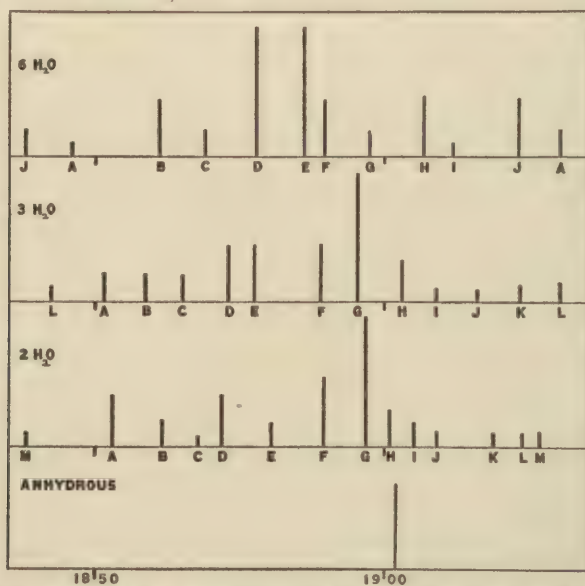 6 H₂O
J A B C D E F G H I J A
3 H₂O
L A B C D E F G H I J K L
2 H₂O
M A B C D E F G H I J K L M
ANHYDROUS
18'50 19'00